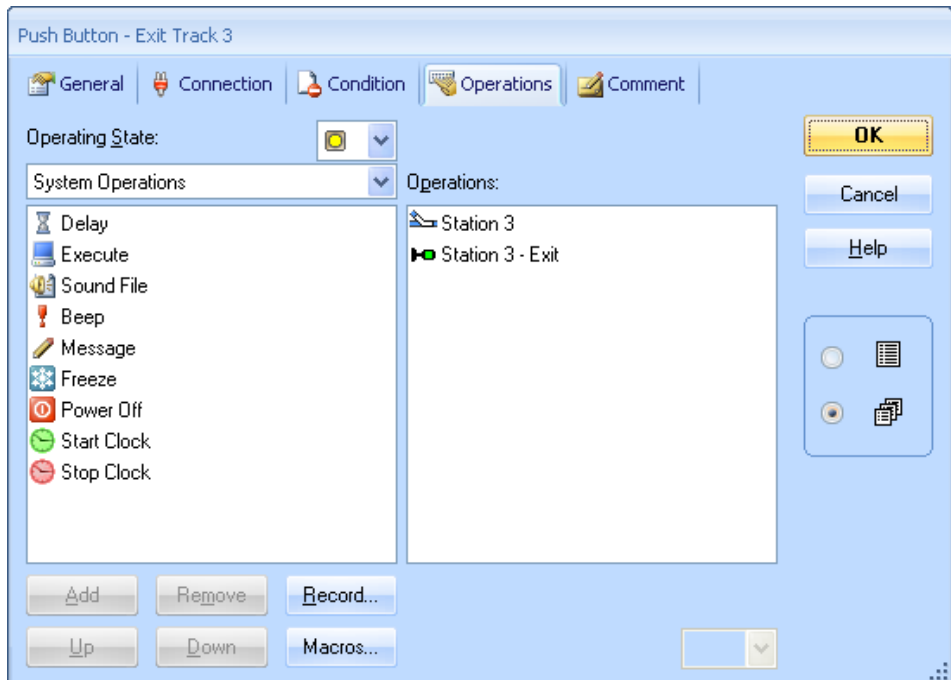 Push Button - Exit Track 3
General
Connection
Condition
Operations
Comment
Operating State:
System Operations
Operations:
Delay
Execute
Sound File
Beep
Message
Freeze
Power Off
Start Clock
Stop Clock
Station 3
Station 3 - Exit
OK
Cancel
Help
Add
Remove
Record...
Up
Down
Macros...